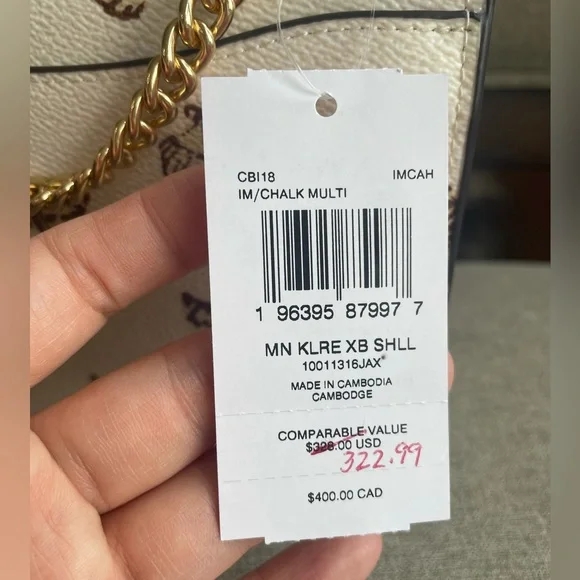 CBI18 IMCAH
IM/CHALK MULTI
1 96395 87997 7
MN KLRE XB SHLL
10011316JAX*
MADE IN CAMBODIA
CAMBODGE
COMPARABLE VALUE
$328.00 USD
322.99
$400.00 CAD